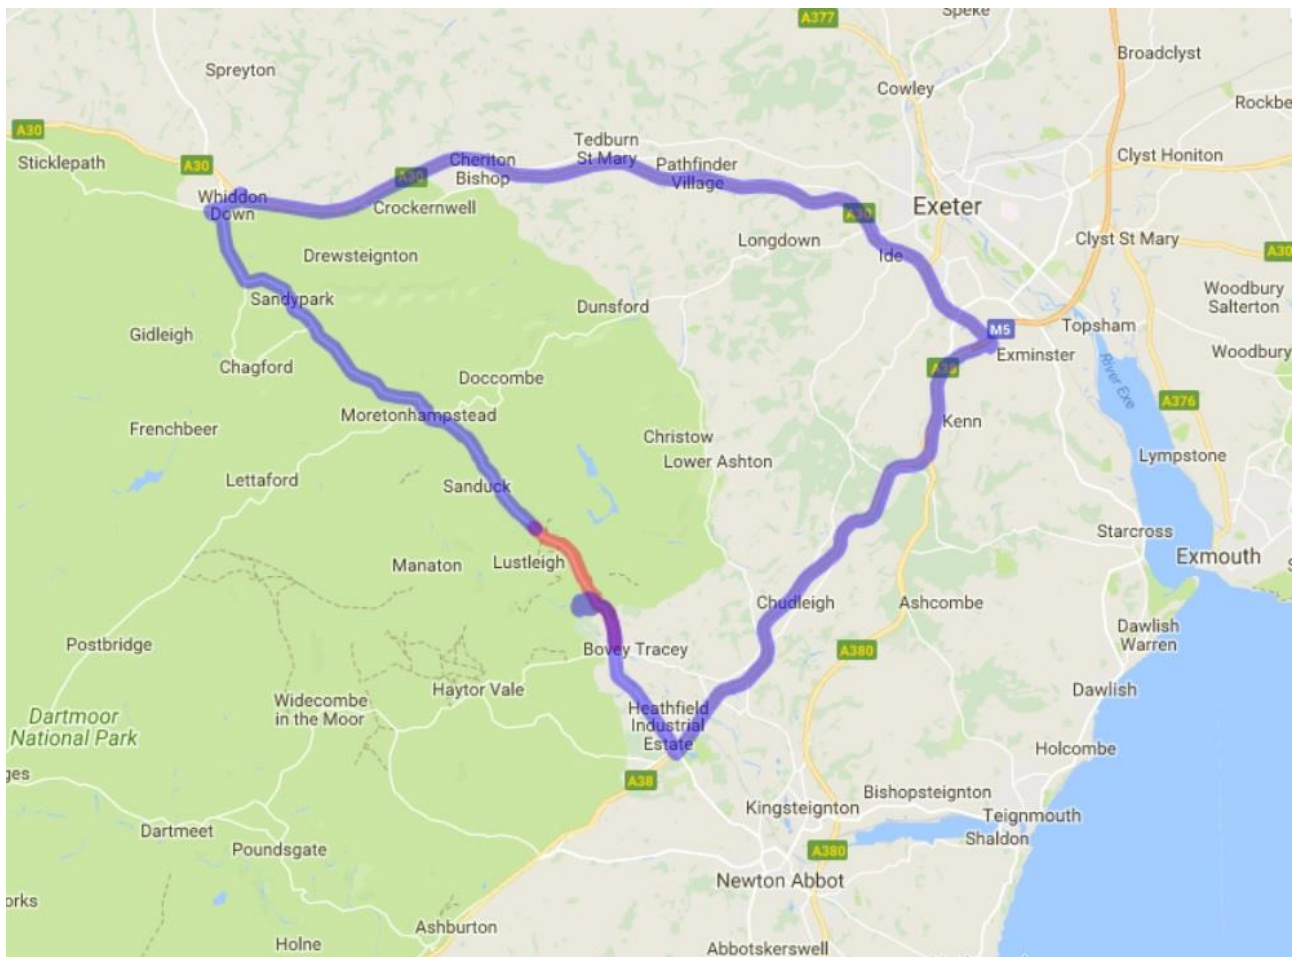 Speke
A377
Broadclyst
Spreyton
Cowley
Rockbe
A30
Tedburn
St Mary
Sticklepath
A30
Cheriton
Bishop
Pathfinder
Village
Clyst Honiton
A30
Whiddon
Down
Crockernwell
Exeter
A30
Longdown
Clyst St Mary
A30
Drewsteignton
Ide
Woodbury
Salterton
Sandypark
Dunsford
Gidleigh
M5
Topsham
Exminster
Woodbury
Chagford
A38
River Exe
Doccombe
A376
Moretonhampstead
Frenchbeer
Kenn
Christow
Lower Ashton
Lympstone
Lettaford
Sanduck
Starcross
Manaton
Lustleigh
Exmouth
S
Chudleigh
Ashcombe
Postbridge
Bovey Tracey
A380
Dawlish
Warren
Haytor Vale
Dawlish
Widecombe
in the Moor
Heathfield
Industrial
Estate
Dartmoor
National Park
Holcombe
ges
A38
Bishopsteignton
Kingsteignton
Teignmouth
Dartmeet
Shaldon
Poundsgate
A380
Newton Abbot
orks
Ashburton
Holne
Abbotskerswell